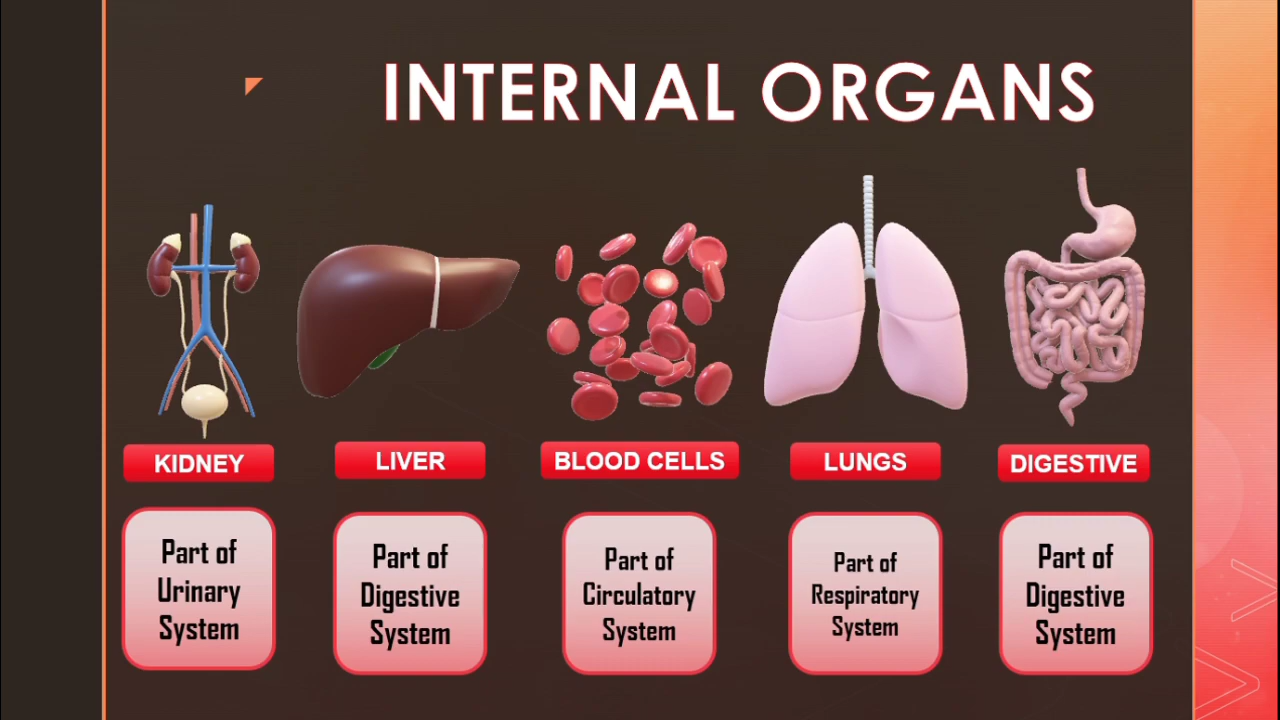 INTERNAL ORGANS
KIDNEY
LIVER
BLOOD CELLS
LUNGS
DIGESTIVE
Part of
Urinary
System
Part of
Digestive
System
Part of
Circulatory
System
Part of
Respiratory
System
Part of
Digestive
System